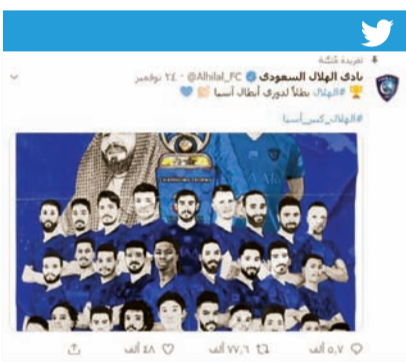 تغريدة مُثبّتة
نادي الهلال السعودي @Alhilal_FC · ٢٤ نوفمبر
#الهلال بطلاً لدوري أبطال آسيا
#الهلال_كبير_آسيا
٥,٧ ألف ٧٧,٦ ألف ٤٨ ألف